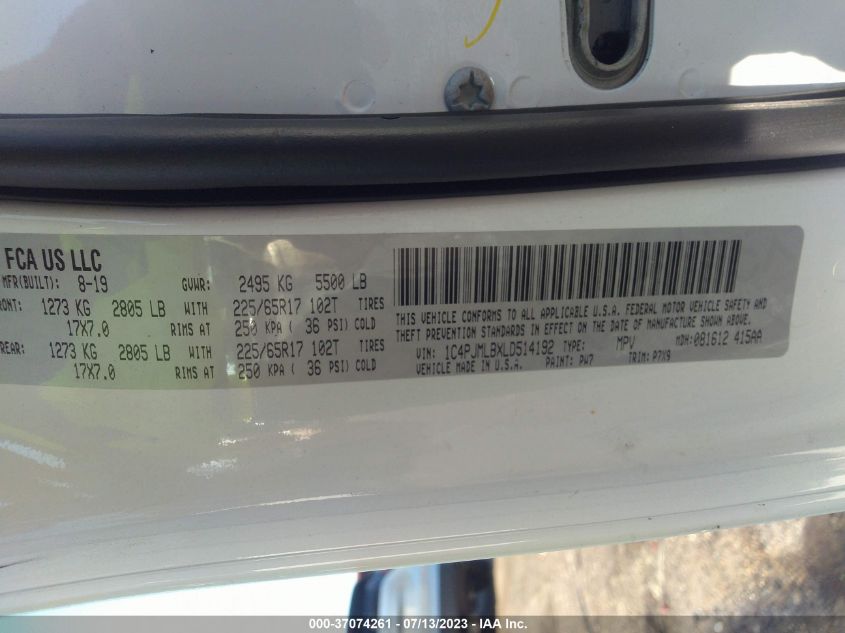 FCA US LLC
MFR(BUILT): 8-19 GVWR: 2495 KG 5500 LB
RONT: 1273 KG 2805 LB WITH 225/65R17 102T TIRES
17X7.0 RIMS AT 250 KPA ( 36 PSI) COLD
REAR: 1273 KG 2805 LB WITH 225/65R17 102T TIRES
17X7.0 RIMS AT 250 KPA ( 36 PSI) COLD
THIS VEHICLE CONFORMS TO ALL APPLICABLE U.S.A. FEDERAL MOTOR VEHICLE SAFETY AND
THEFT PREVENTION STANDARDS IN EFFECT ON THE DATE OF MANUFACTURE SHOWN ABOVE.
VIN: 1C4PJMLBXLD514192 TYPE: MPV MDH:081612 415AA
VEHICLE MADE IN U.S.A. PAINT: PW7 TRIM: P7X9
000-37074261 - 07/13/2023 - IAA Inc.